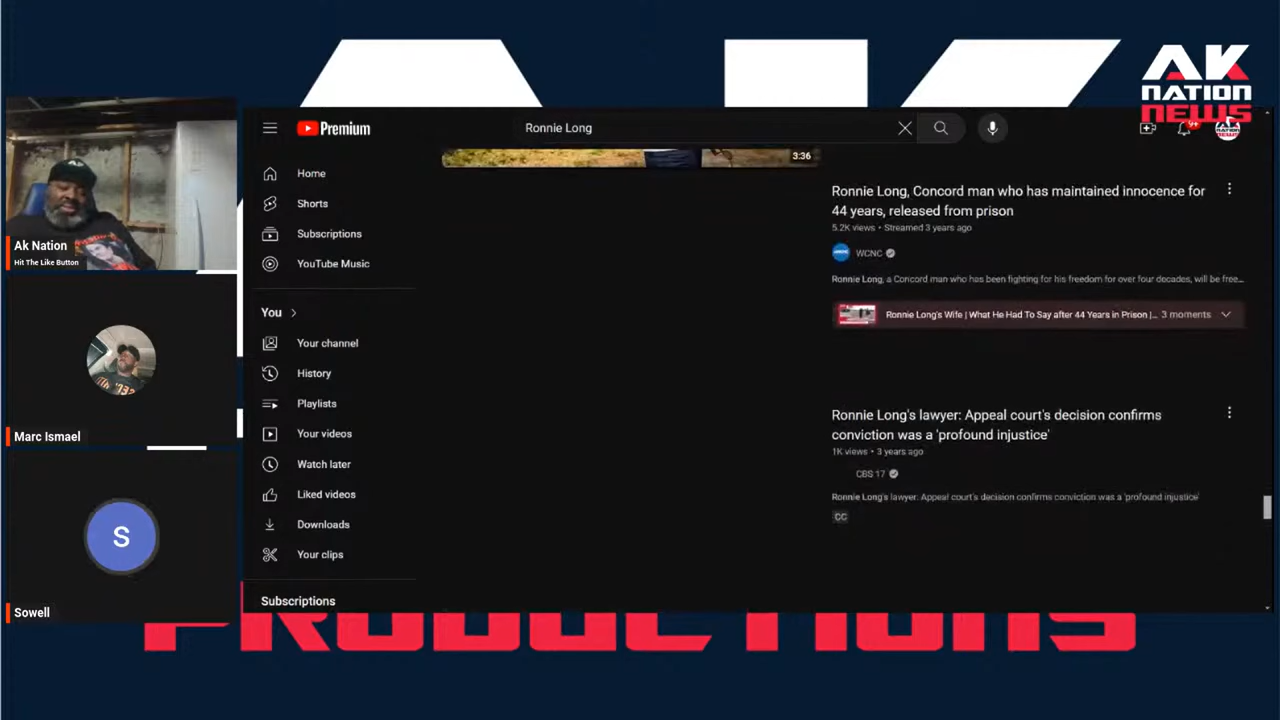 AK
NATION
NEWS
Premium
Ronnie Long
9+
Home
Shorts
Subscriptions
YouTube Music
You
Your channel
History
Playlists
Your videos
Watch later
Liked videos
Downloads
Your clips
Subscriptions
3:36
Ronnie Long, Concord man who has maintained innocence for
44 years, released from prison
5.2K views • Streamed 3 years ago
WCNC
Ronnie Long, a Concord man who has been fighting for his freedom for over four decades, will be free...
Ronnie Long's Wife | What He Had To Say after 44 Years in Prison |... 3 moments
Ronnie Long's lawyer: Appeal court's decision confirms
conviction was a 'profound injustice'
1K views • 3 years ago
CBS 17
Ronnie Long's lawyer: Appeal court's decision confirms conviction was a 'profound injustice'
CC
Ak Nation
Hit The Like Button
Marc Ismael
S
Sowell
PRODUCTIONS